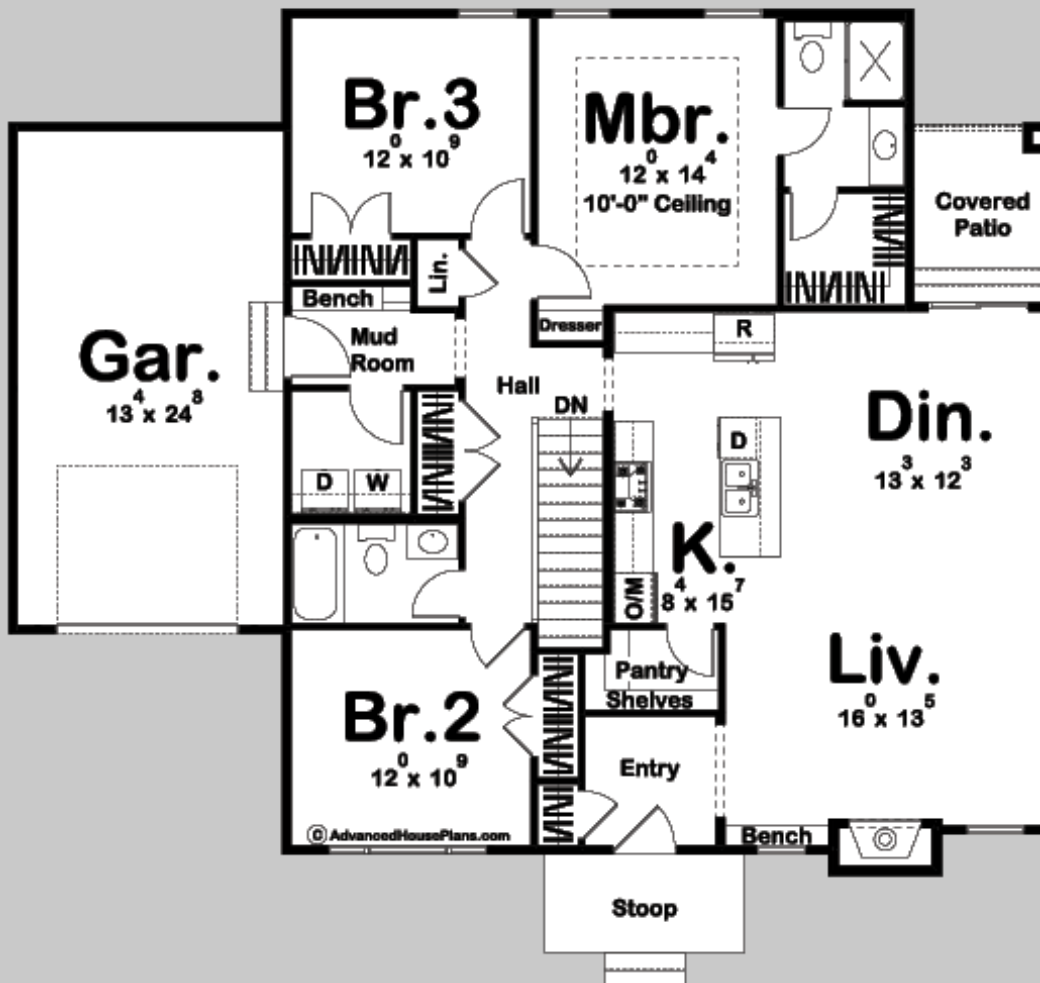 Br.3
12⁰ x 10⁹
Mbr.
12⁰ x 14⁴
10'-0" Ceiling
Covered
Patio
Lin.
Bench
Mud
Room
Dresser
R
Gar.
13⁴ x 24⁸
Hall
DN
Din.
13³ x 12³
D
D
W
K.
8⁴ x 15⁷
O/M
Pantry
Shelves
Liv.
16⁰ x 13⁵
Br.2
12⁰ x 10⁹
Entry
© AdvancedHousePlans.com
Bench
Stoop